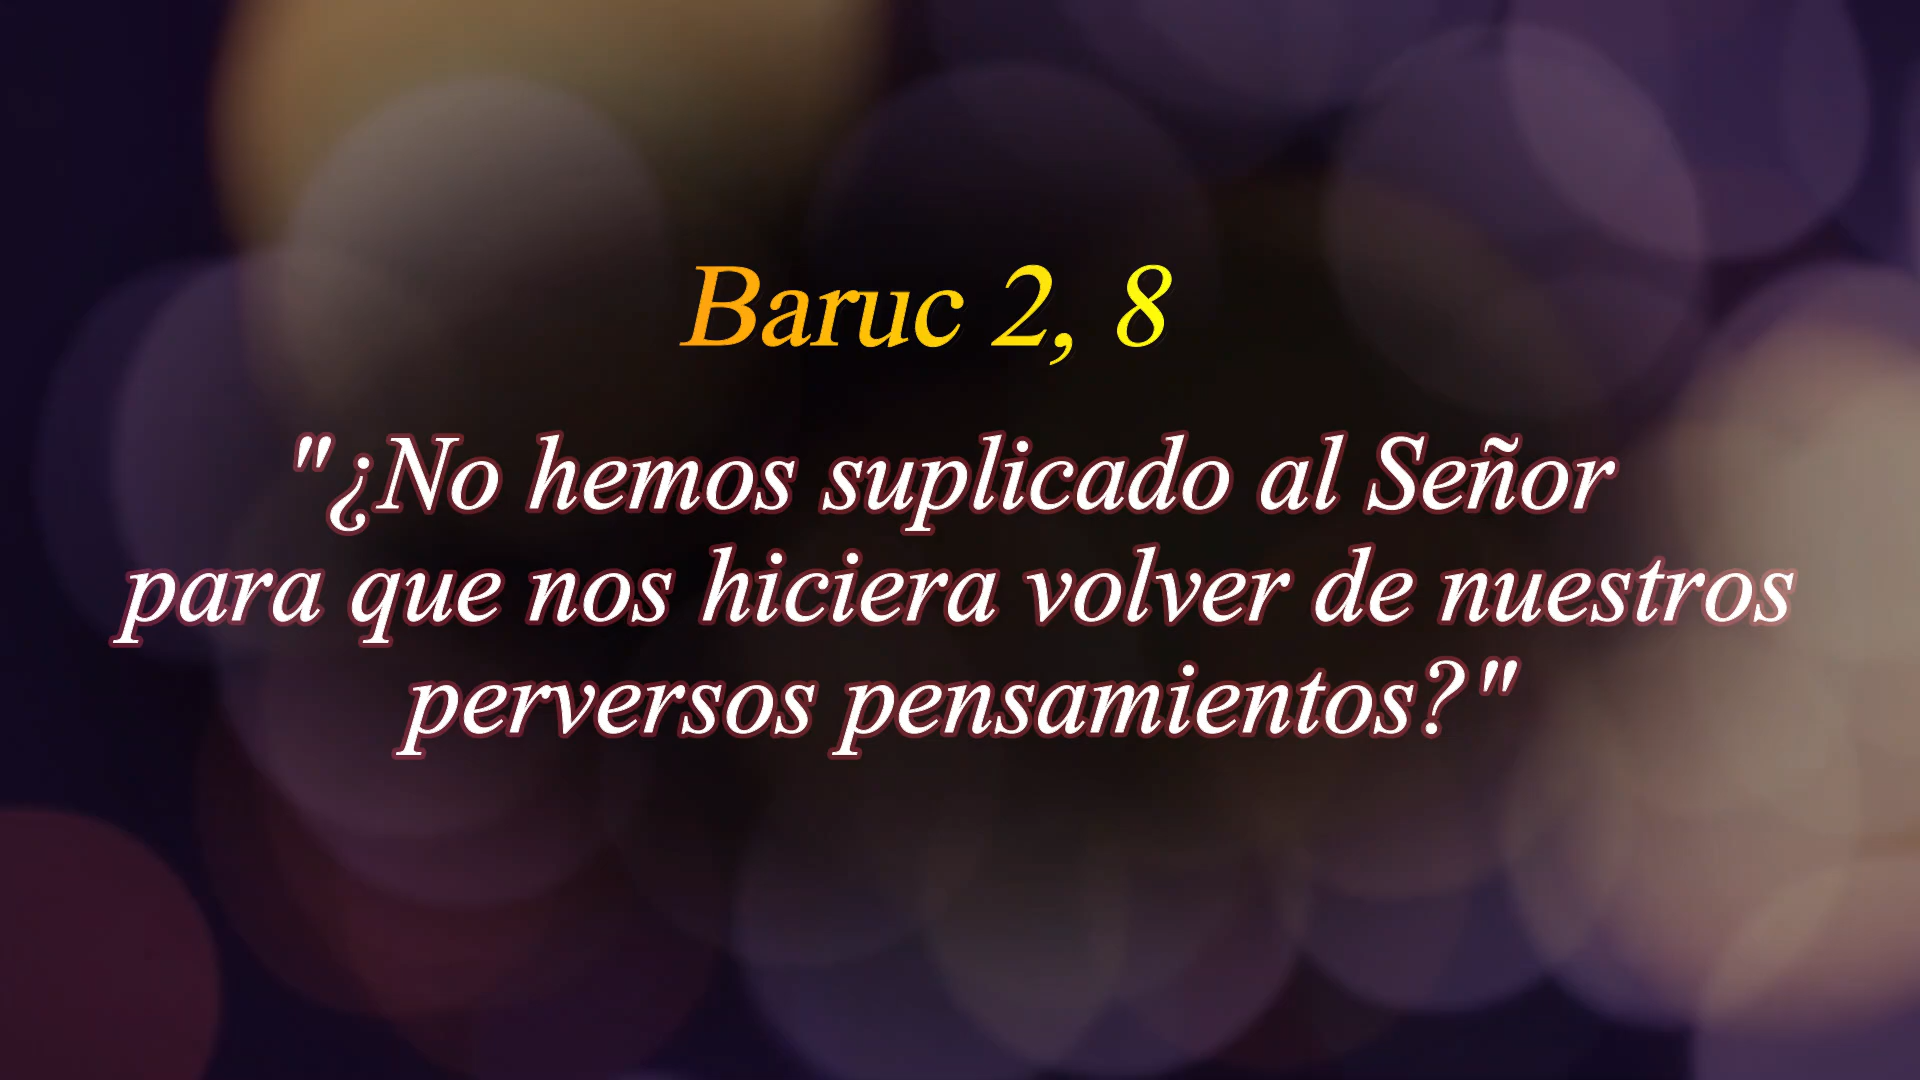 Baruc 2, 8
"¿No hemos suplicado al Señor
para que nos hiciera volver de nuestros
perversos pensamientos?"